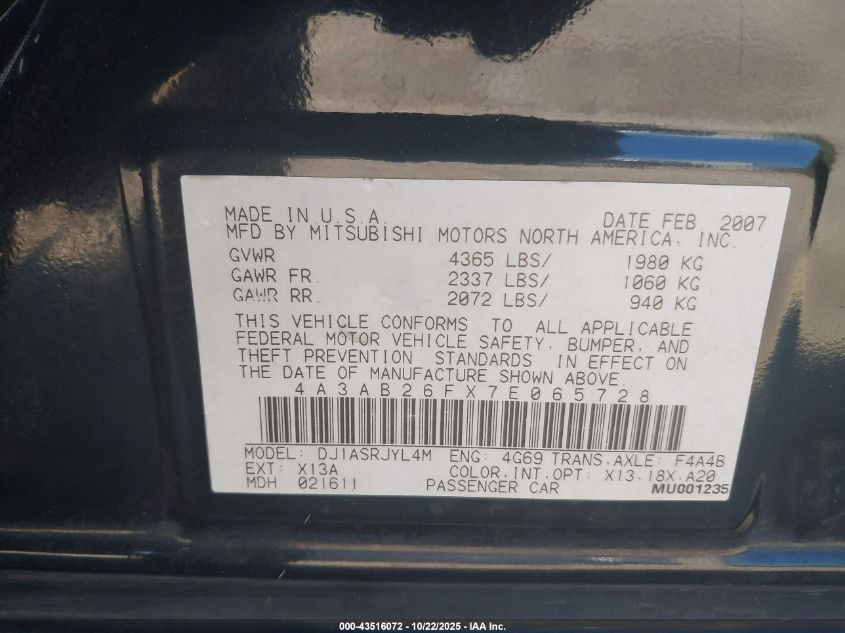 MADE IN U.S.A. DATE FEB. 2007
MFD BY MITSUBISHI MOTORS NORTH AMERICA, INC.
GVWR 4365 LBS/ 1980 KG
GAWR FR. 2337 LBS/ 1060 KG
GAWR RR. 2072 LBS/ 940 KG
THIS VEHICLE CONFORMS TO ALL APPLICABLE
FEDERAL MOTOR VEHICLE SAFETY, BUMPER, AND
THEFT PREVENTION STANDARDS IN EFFECT ON
THE DATE OF MANUFACTURE SHOWN ABOVE.
4A3AB26FX7E065728
MODEL: DJ1ASRJYL4M ENG: 4G69 TRANS,AXLE: F4A4B
EXT: X13A COLOR,INT,OPT: X13,18X,A20
MDH 021611 PASSENGER CAR MU001235
000-43516072 - 10/22/2025 - IAA Inc.